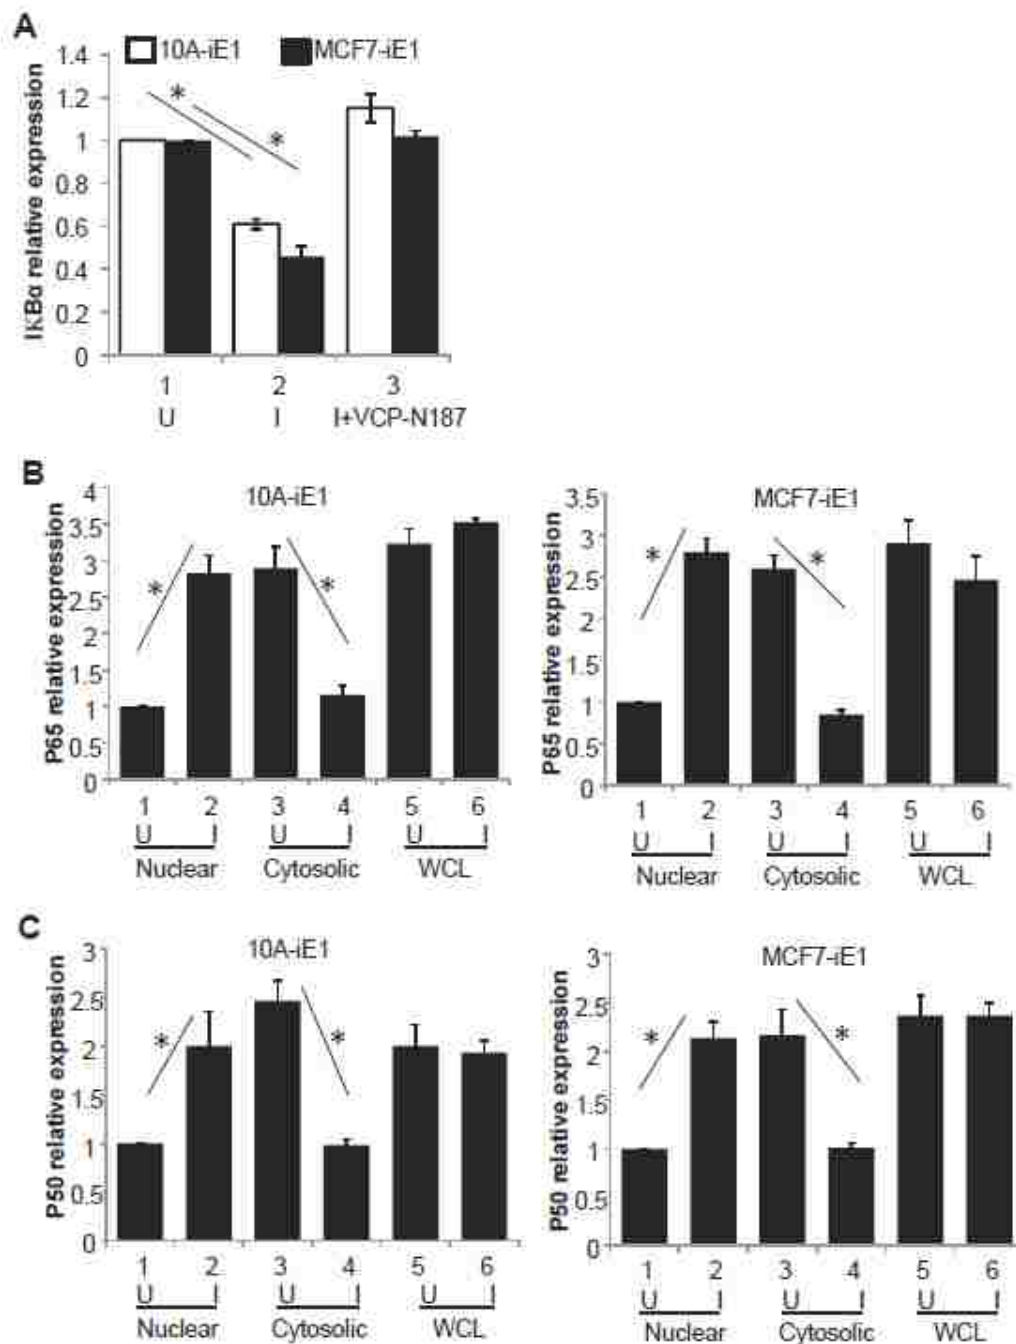 A
10A-iE1 MCF7-iE1
IκBα relative expression
1.4
1.2
1
0.8
0.6
0.4
0.2
0
* *
1 2 3
U I I+VCP-N187
B
10A-iE1
P65 relative expression
4
3.5
3
2.5
2
1.5
1
0.5
0
* *
1 2 3 4 5 6
U I U I U I
Nuclear Cytosolic WCL
MCF7-iE1
P65 relative expression
3.5
3
2.5
2
1.5
1
0.5
0
* *
1 2 3 4 5 6
U I U I U I
Nuclear Cytosolic WCL
C
10A-iE1
P50 relative expression
3
2.5
2
1.5
1
0.5
0
* *
1 2 3 4 5 6
U I U I U I
Nuclear Cytosolic WCL
MCF7-iE1
P50 relative expression
3
2.5
2
1.5
1
0.5
0
* *
1 2 3 4 5 6
U I U I U I
Nuclear Cytosolic WCL